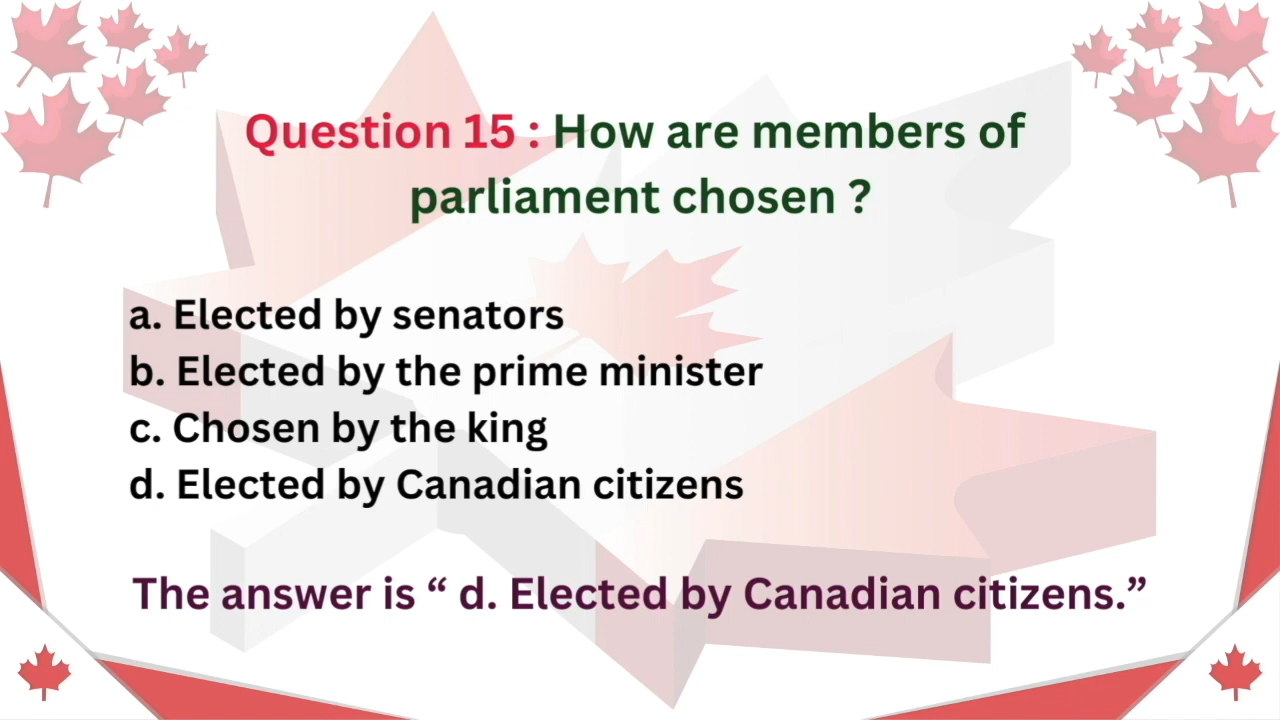 Question 15 : How are members of
parliament chosen ?
a. Elected by senators
b. Elected by the prime minister
c. Chosen by the king
d. Elected by Canadian citizens
The answer is “ d. Elected by Canadian citizens.”